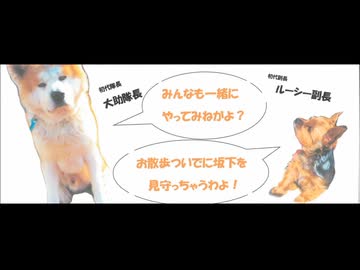 初代隊長
大助隊長
みんなも一緒に
やってみねがよ？
初代副長
ルーシー副長
お散歩ついでに坂下を
見守っちゃうわよ！